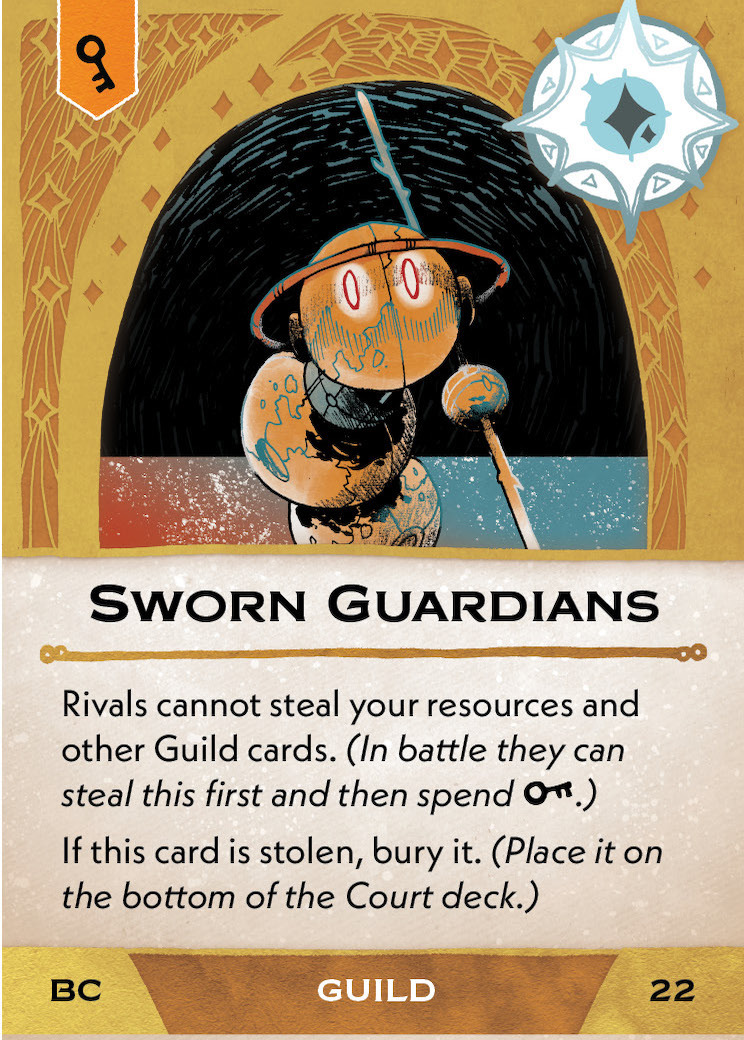 SWORN GUARDIANS
Rivals cannot steal your resources and
other Guild cards. (In battle they can
steal this first and then spend .)
If this card is stolen, bury it. (Place it on
the bottom of the Court deck.)
BC GUILD 22